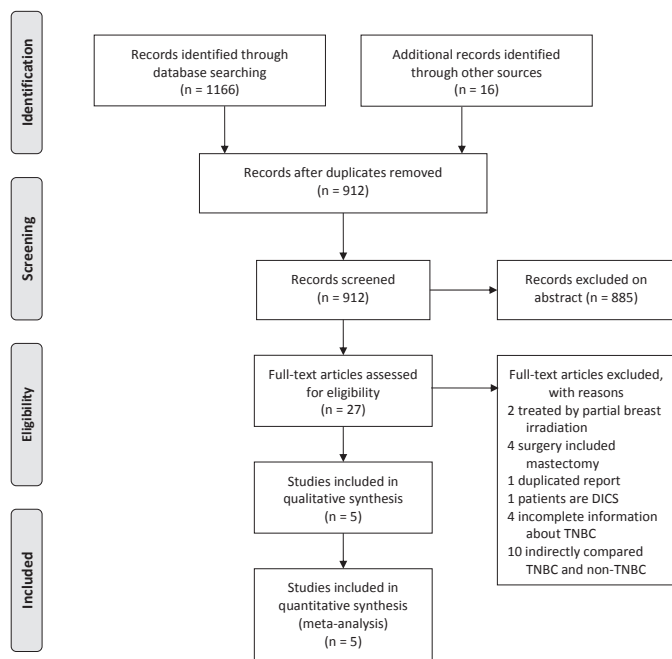 Identification
Records identified through
database searching
(n = 1166)
Additional records identified
through other sources
(n = 16)
Records after duplicates removed
(n = 912)
Screening
Records screened
(n = 912)
Records excluded on
abstract (n = 885)
Eligibility
Full-text articles assessed
for eligibility
(n = 27)
Full-text articles excluded,
with reasons
2 treated by partial breast
irradiation
4 surgery included
mastectomy
1 duplicated report
1 patients are DICS
4 incomplete information
about TNBC
10 indirectly compared
TNBC and non-TNBC
Studies included in
qualitative synthesis
(n = 5)
Included
Studies included in
quantitative synthesis
(meta-analysis)
(n = 5)